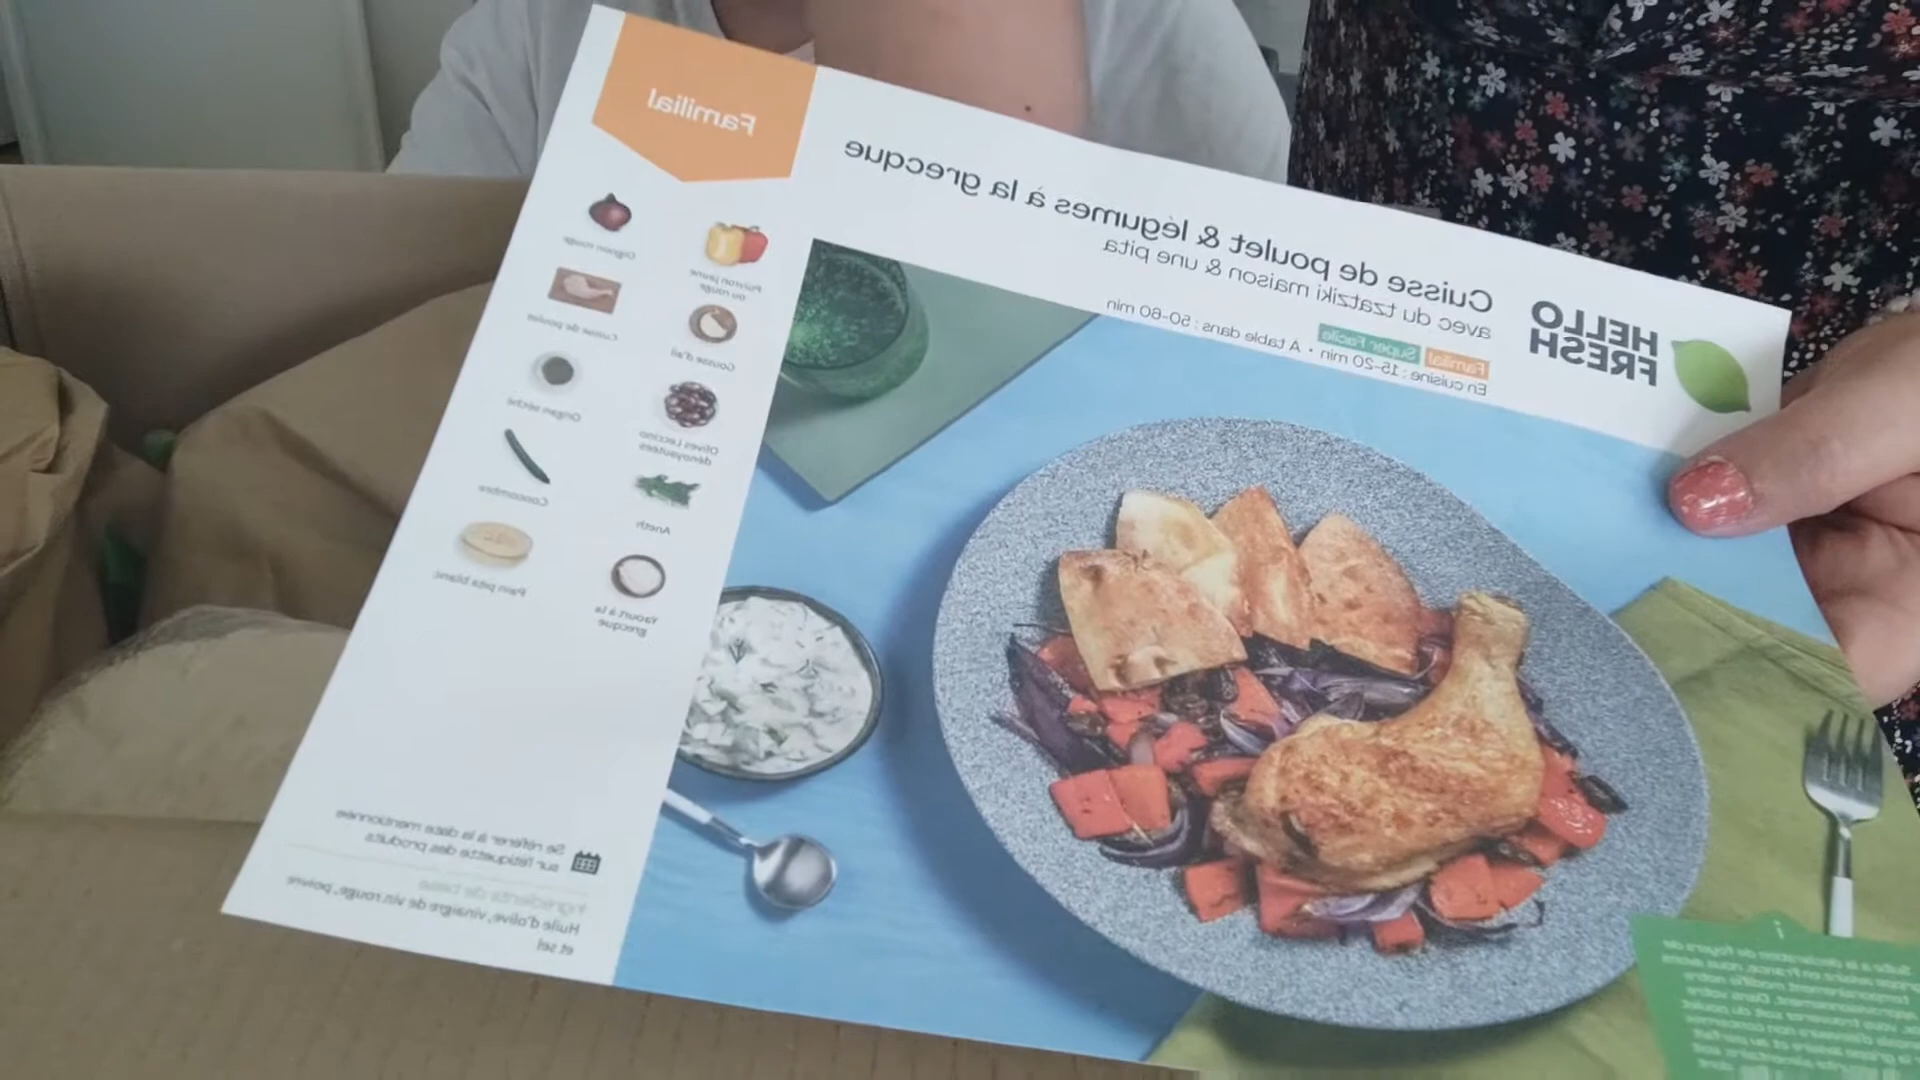 HELLO
FRESH
Cuisse de poulet & légumes à la grecque
avec du tzatziki maison & une pita
Familial
Super Facile
En cuisine : 15-20 min • À table dans : 50-60 min
Familial
Poivron jaune
ou rouge
Oignon rouge
Gousse d'ail
Cuisse de poulet
Olives Leccino
dénoyautées
Origan séché
Aneth
Concombre
Yaourt à la
grecque
Pain pita blanc
Se référer à la date mentionnée
sur l'étiquette des produits
Ingrédients de base
Huile d'olive, vinaigre de vin rouge, poivre,
et sel
i